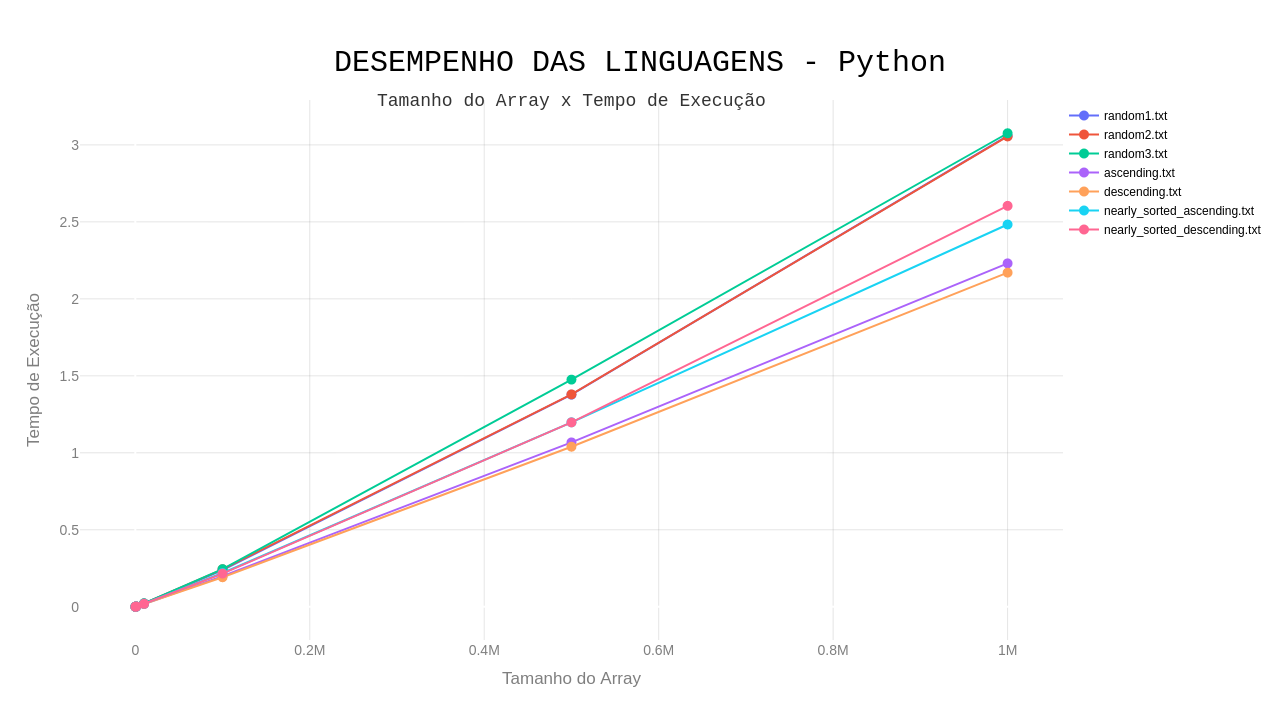 DESEMPENHO DAS LINGUAGENS - Python
Tamanho do Array x Tempo de Execução
random1.txt
random2.txt
random3.txt
ascending.txt
descending.txt
nearly_sorted_ascending.txt
nearly_sorted_descending.txt
Tempo de Execução
3
2.5
2
1.5
1
0.5
0
0
0.2M
0.4M
0.6M
0.8M
1M
Tamanho do Array